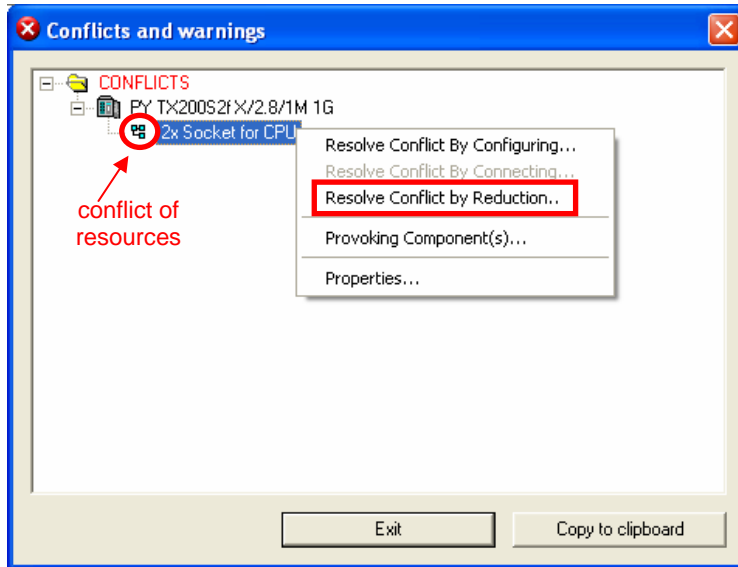 Conflicts and warnings
CONFLICTS
PY TX200S2f X/2.8/1M 1G
2x Socket for CPU
Resolve Conflict By Configuring...
Resolve Conflict By Connecting...
Resolve Conflict by Reduction..
Provoking Component(s)...
Properties...
conflict of
resources
Exit
Copy to clipboard